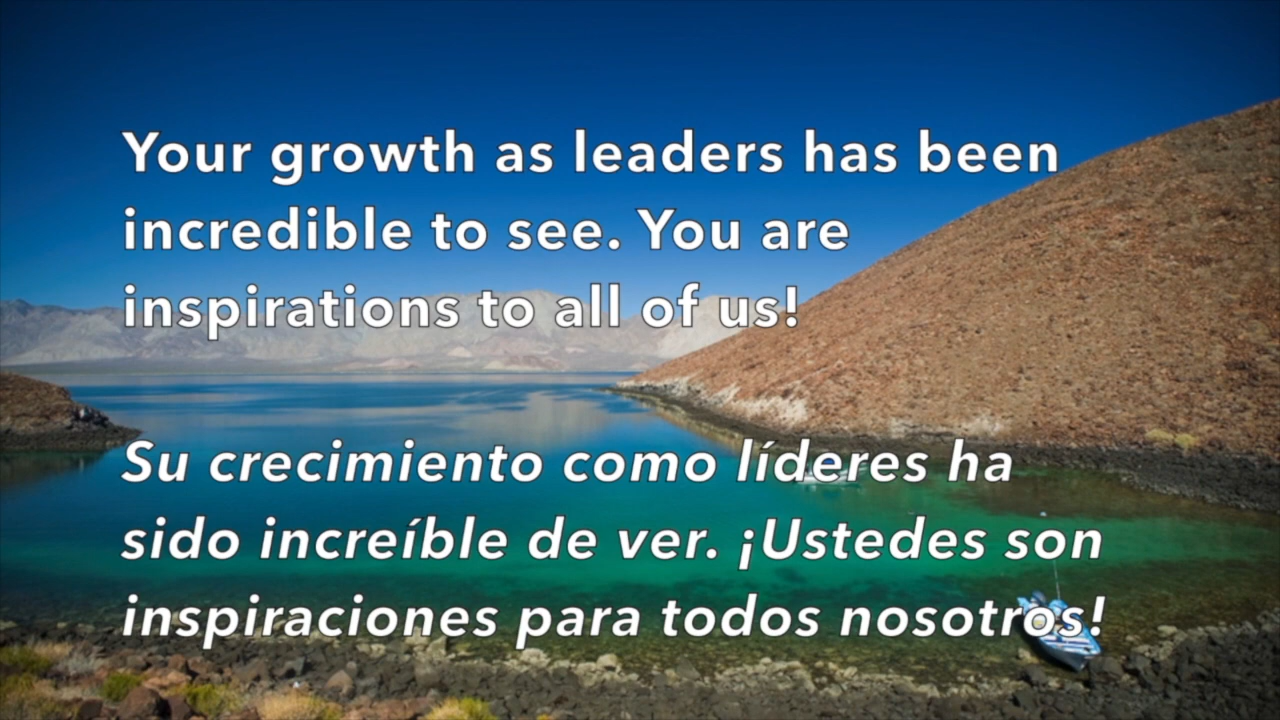 Your growth as leaders has been
incredible to see. You are
inspirations to all of us!
Su crecimiento como líderes ha
sido increíble de ver. ¡Ustedes son
inspiraciones para todos nosotros!